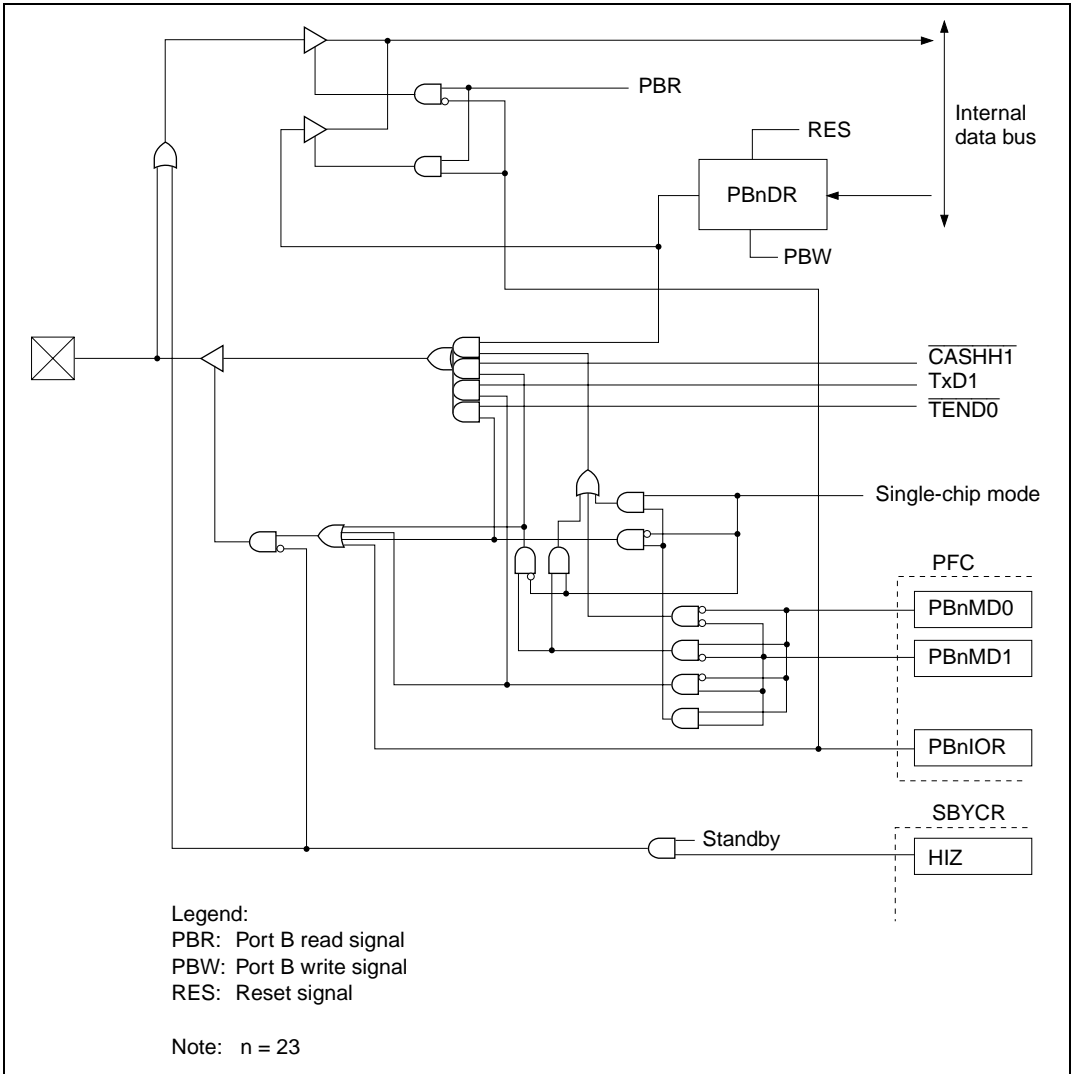 PBR
Internal
data bus
RES
PBnDR
PBW
CASHH1
TxD1
TEND0
Single-chip mode
PFC
PBnMD0
PBnMD1
PBnIOR
SBYCR
Standby
HIZ
Legend:
PBR: Port B read signal
PBW: Port B write signal
RES: Reset signal
Note: n = 23